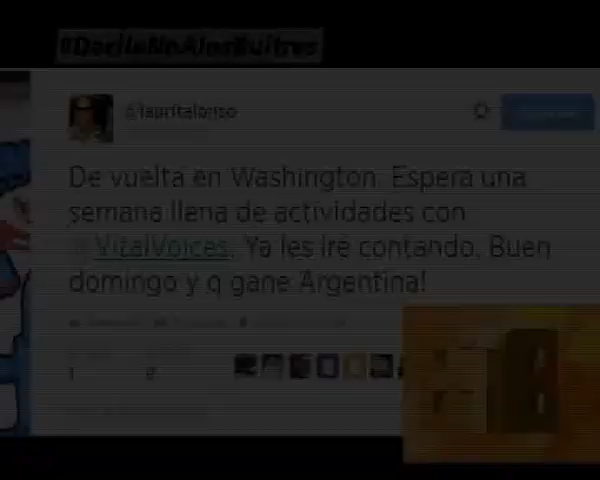 #DecileNoAlosBuitres
@lauritalonso
De vuelta en Washington. Espera una
semana llena de actividades con
@VitalVoices. Ya les iré contando. Buen
domingo y q gane Argentina!